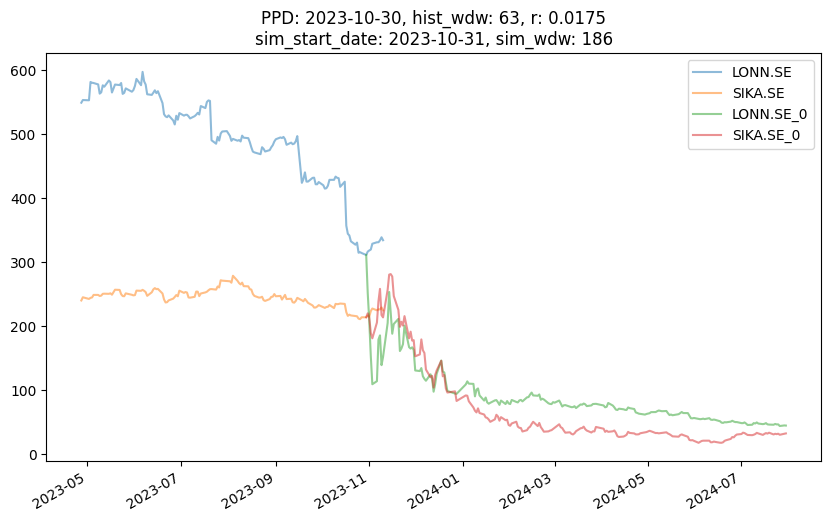 PPD: 2023-10-30, hist_wdw: 63, r: 0.0175
sim_start_date: 2023-10-31, sim_wdw: 186
LONN.SE
SIKA.SE
LONN.SE_0
SIKA.SE_0
600
500
400
300
200
100
0
2023-05
2023-07
2023-09
2023-11
2024-01
2024-03
2024-05
2024-07